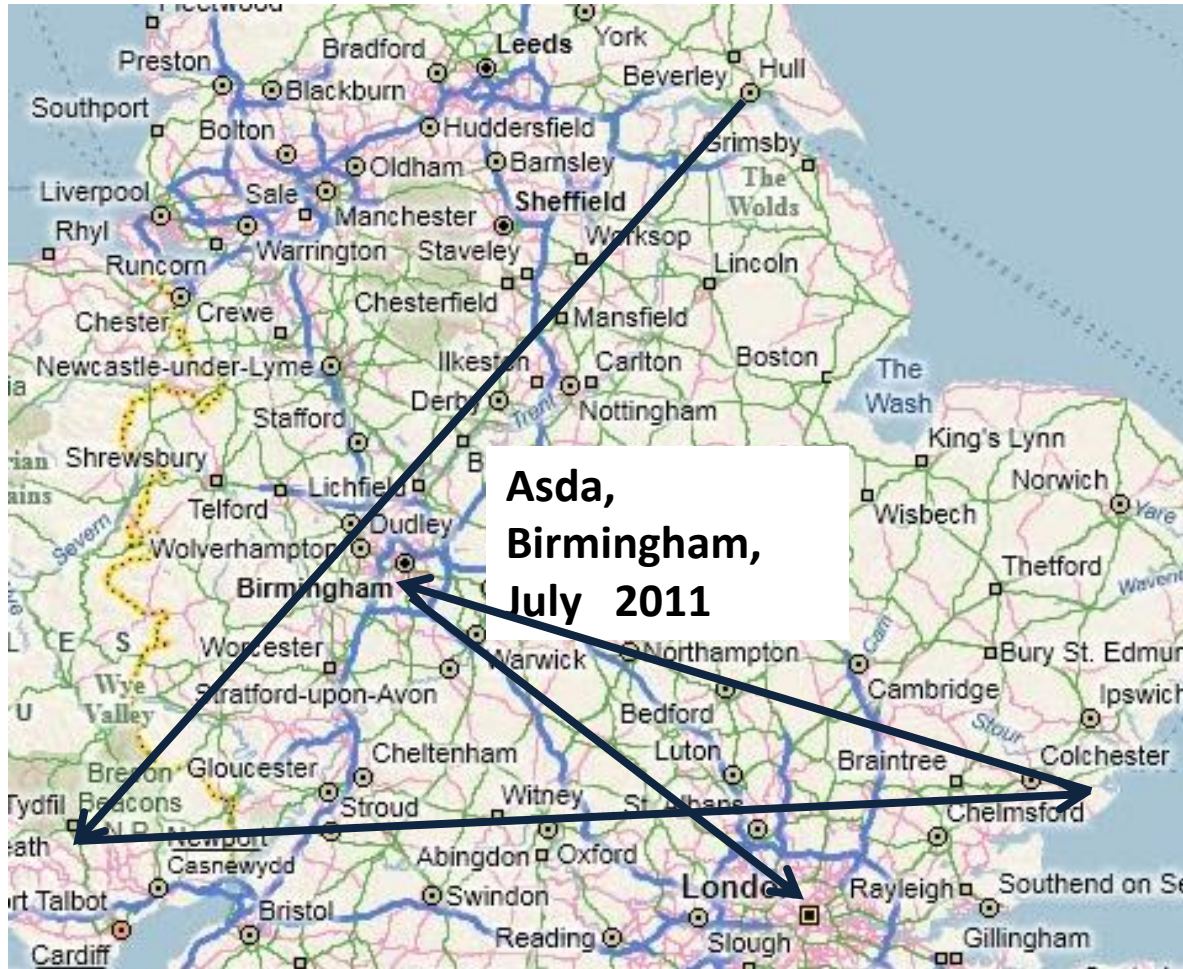 Fleetwood
York
Leeds
Bradford
Preston
Beverley
Hull
Blackburn
Southport
Bolton
Huddersfield
Grimsby
Oldham
Barnsley
The
Wolds
Liverpool
Sale
Sheffield
Manchester
Rhyl
Warrington
Staveley
Worksop
Runcorn
Lincoln
Chester
Crewe
Chesterfield
Mansfield
Newcastle-under-Lyme
Ilkeston
Carlton
Boston
The
Wash
Derby
Trent
Nottingham
Stafford
King's Lynn
Shrewsbury
Norwich
Lichfield
Telford
Wisbech
Yare
Severn
Dudley
Wolverhampton
Thetford
Birmingham
Asda,
Birmingham,
July 2011
L E S
Worcester
Warwick
Northampton
Cam
Bury St. Edmun
Wye
Valley
Stratford-upon-Avon
Cambridge
Ipswich
U
Bedford
Stour
Cheltenham
Luton
Braintree
Colchester
Brecon
Beacons
N.P.
Gloucester
Tydfil
Stroud
Witney
St. Albans
Chelmsford
eath
Newport
Casnewydd
Abingdon
Oxford
London
Rayleigh
Southend on Se
rt Talbot
Swindon
Bristol
Cardiff
Reading
Slough
Gillingham